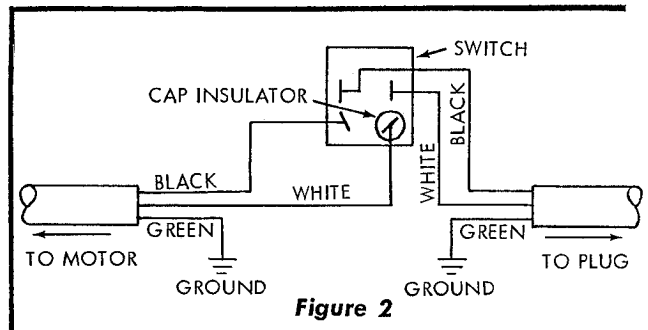 SWITCH
CAP INSULATOR
BLACK
BLACK
WHITE
WHITE
GREEN
GREEN
TO MOTOR
TO PLUG
GROUND
GROUND
Figure 2